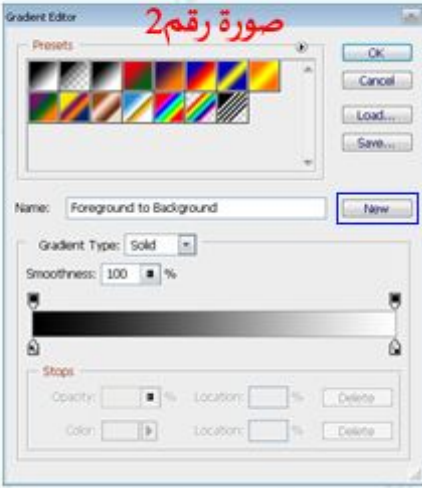 Gradient Editor
صورة رقم2
Presets
OK
Cancel
Load...
Save...
Name: Foreground to Background
New
Gradient Type: Solid
Smoothness: 100 %
Stops
Opacity: % Location: % Delete
Color: Location: % Delete